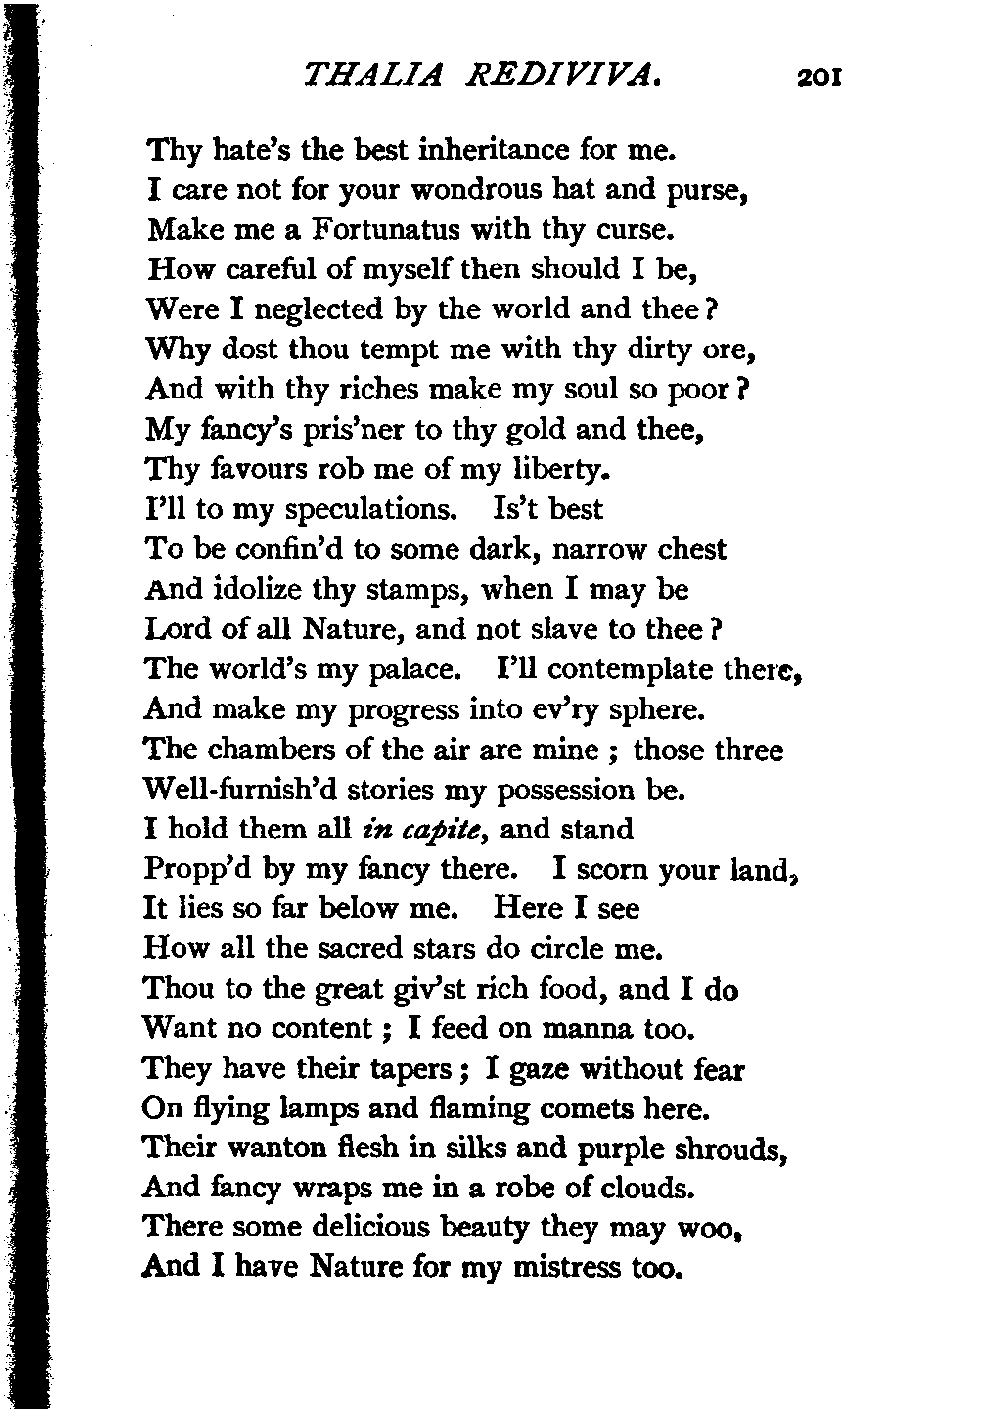 THALIA REDIVIVA. 201
Thy hate's the best inheritance for me.
I care not for your wondrous hat and purse,
Make me a Fortunatus with thy curse.
How careful of myself then should I be,
Were I neglected by the world and thee ?
Why dost thou tempt me with thy dirty ore,
And with thy riches make my soul so poor ?
My fancy's pris'ner to thy gold and thee,
Thy favours rob me of my liberty.
I'll to my speculations. Is't best
To be confin'd to some dark, narrow chest
And idolize thy stamps, when I may be
Lord of all Nature, and not slave to thee ?
The world's my palace. I'll contemplate there,
And make my progress into ev'ry sphere.
The chambers of the air are mine ; those three
Well-furnish'd stories my possession be.
I hold them all in capite, and stand
Propp'd by my fancy there. I scorn your land,
It lies so far below me. Here I see
How all the sacred stars do circle me.
Thou to the great giv'st rich food, and I do
Want no content ; I feed on manna too.
They have their tapers ; I gaze without fear
On flying lamps and flaming comets here.
Their wanton flesh in silks and purple shrouds,
And fancy wraps me in a robe of clouds.
There some delicious beauty they may woo,
And I have Nature for my mistress too.